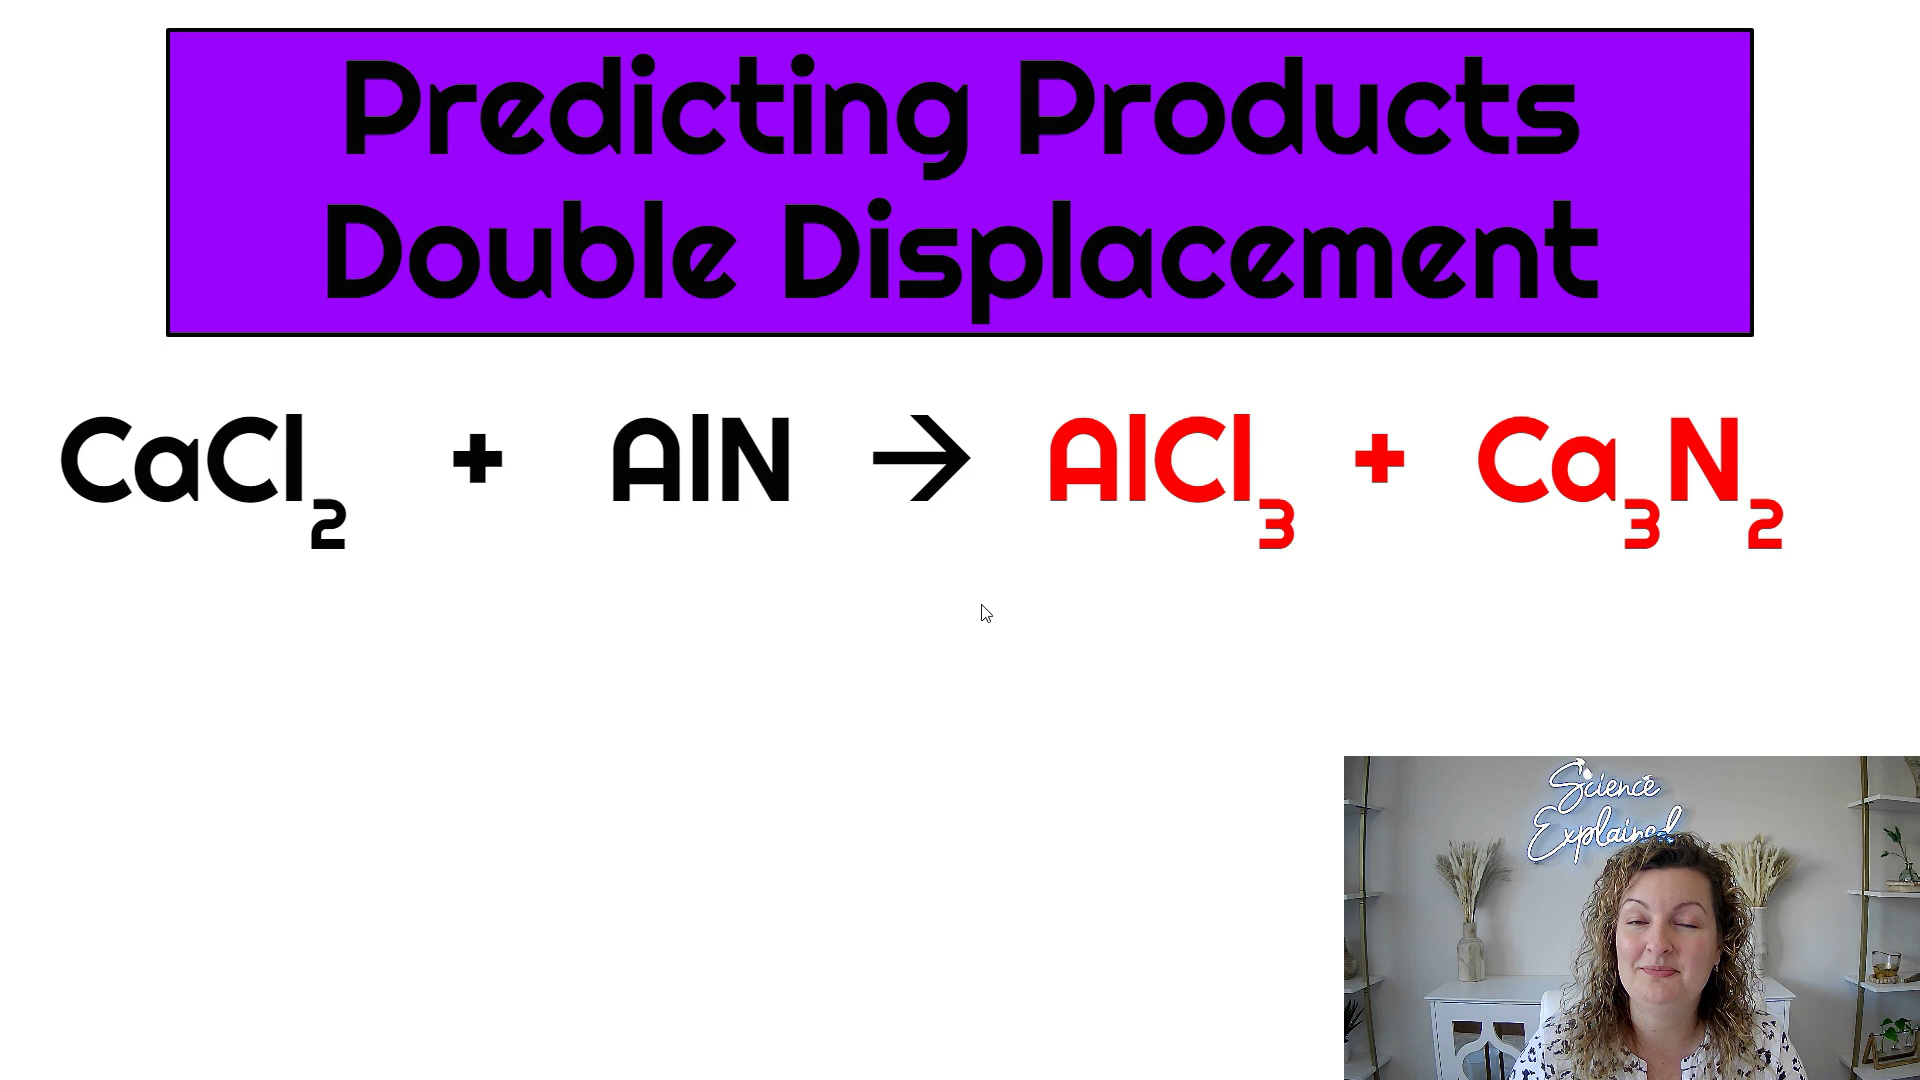 Predicting Products
Double Displacement
CaCl₂ + AlN → AlCl₃ + Ca₃N₂
Science
Explained